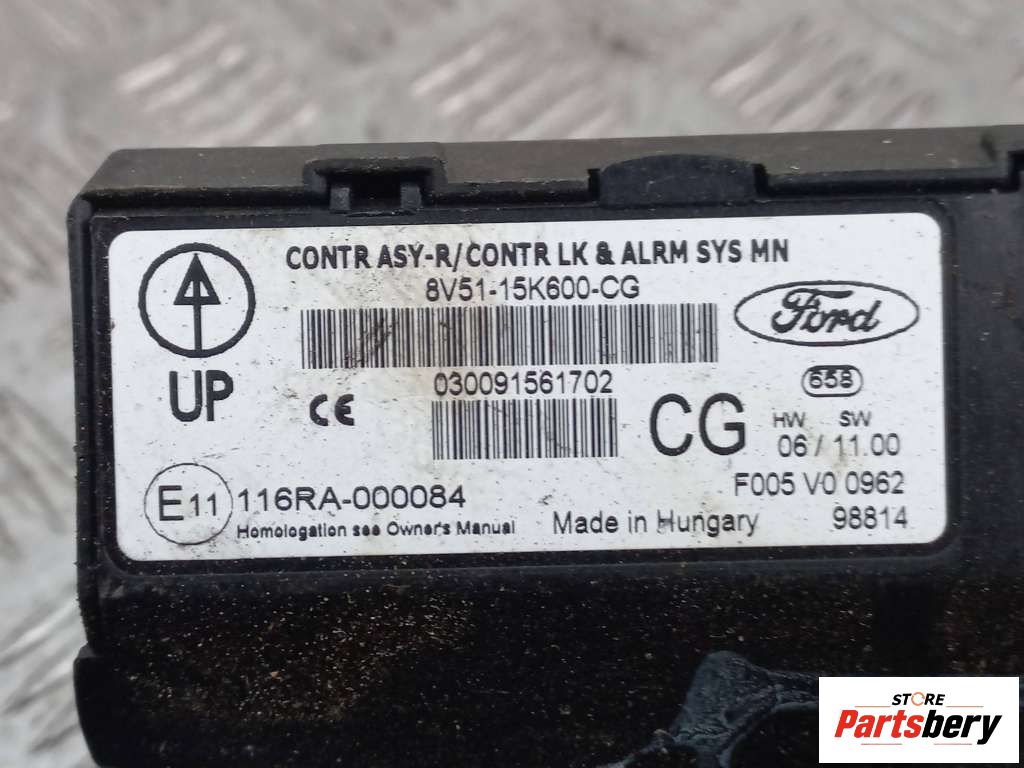 CONTR ASY-R/CONTR LK & ALRM SYS MN
8V51-15K600-CG
Ford
UP
CE
030091561702
CG
658
HW SW
06/11.00
E11
116RA-000084
Homologation see Owner's Manual
Made in Hungary
F005 V0 0962
98814
STORE
Partsbery